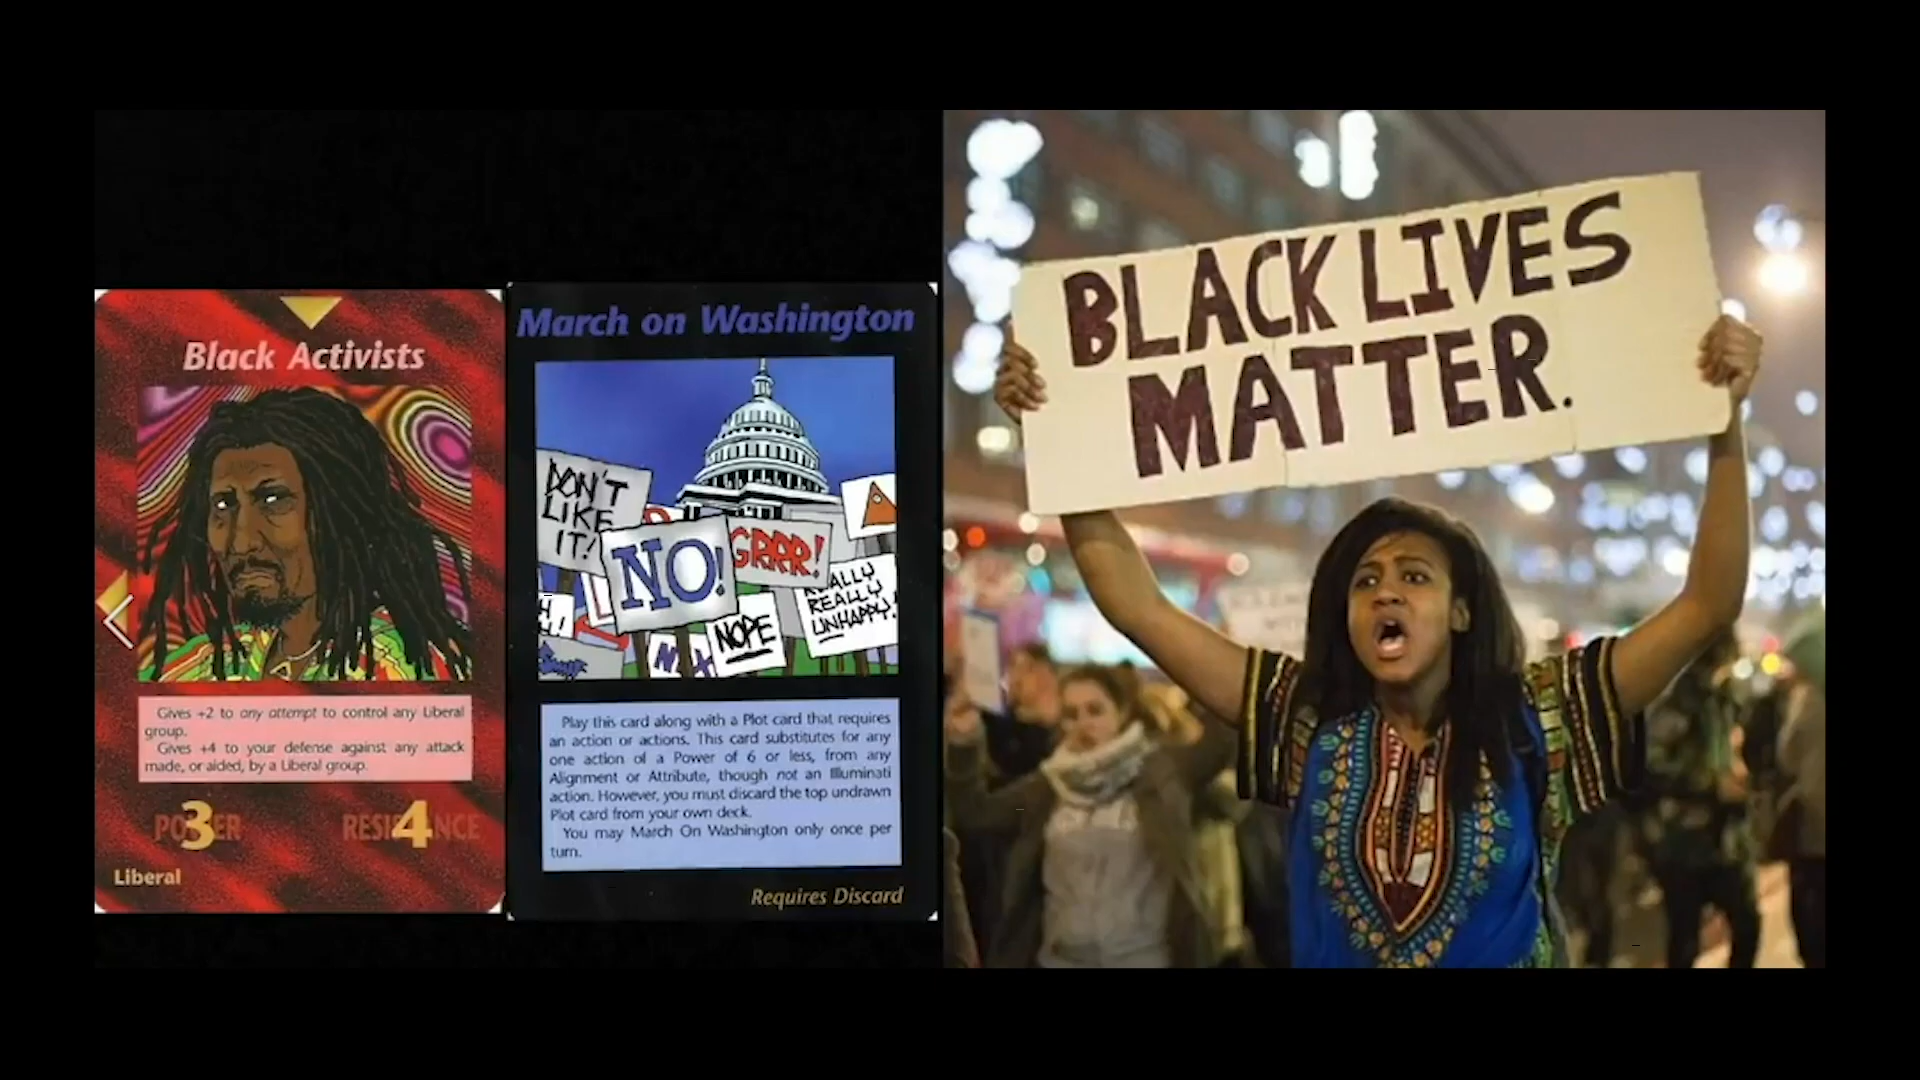 Black Activists
Gives +2 to any attempt to control any Liberal
group.
Gives +4 to your defense against any attack
made, or aided, by a Liberal group.
POWER
3
RESISTANCE
4
Liberal
March on Washington
DON'T
LIKE
IT!
NO!
GRRR!
NOPE
REALLY
UNHAPPY!
Play this card along with a Plot card that requires
an action or actions. This card substitutes for any
one action of a Power of 6 or less, from any
Alignment or Attribute, though not an Illuminati
action. However, you must discard the top undrawn
Plot card from your own deck.
You may March On Washington only once per
turn.
Requires Discard
BLACK LIVES
MATTER.